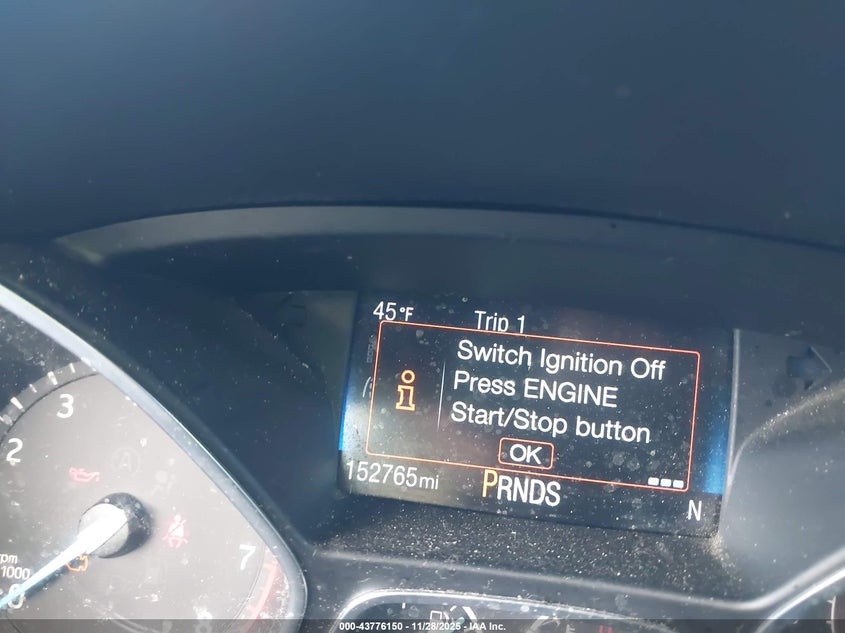 45°F
Trip 1
Switch Ignition Off
Press ENGINE
Start/Stop button
OK
152765mi
PRNDS
N
3
2
7
1000
0
000-43776150 - 11/28/2025 - IAA Inc.